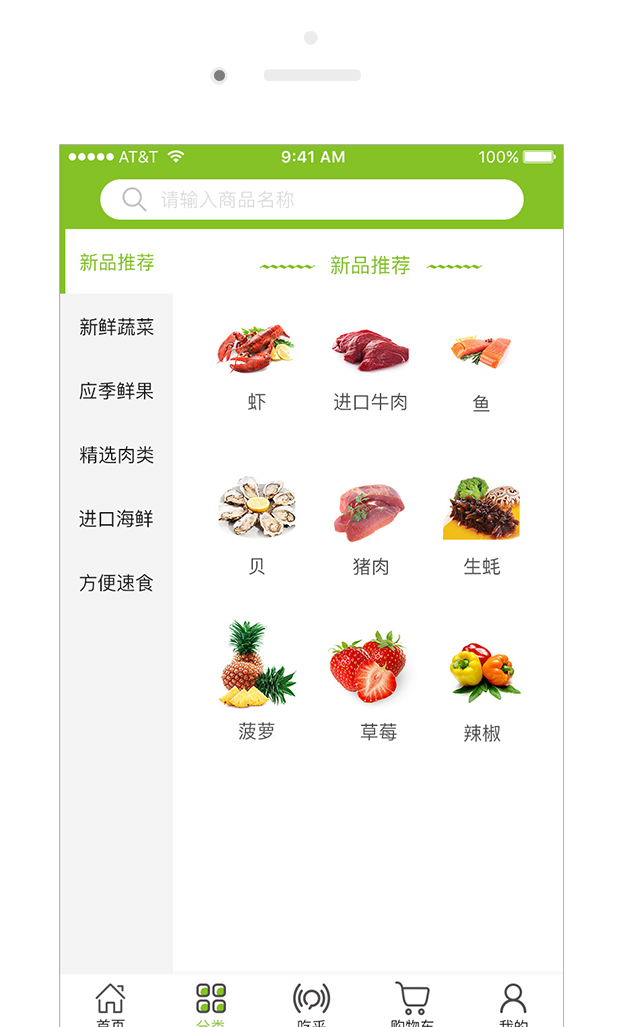 AT&T 9:41 AM 100%
请输入商品名称
新品推荐
新鲜蔬菜
应季鲜果
精选肉类
进口海鲜
方便速食
新品推荐
虾 进口牛肉 鱼
贝 猪肉 生蚝
菠萝 草莓 辣椒
首页 分类 吃乎 购物车 我的